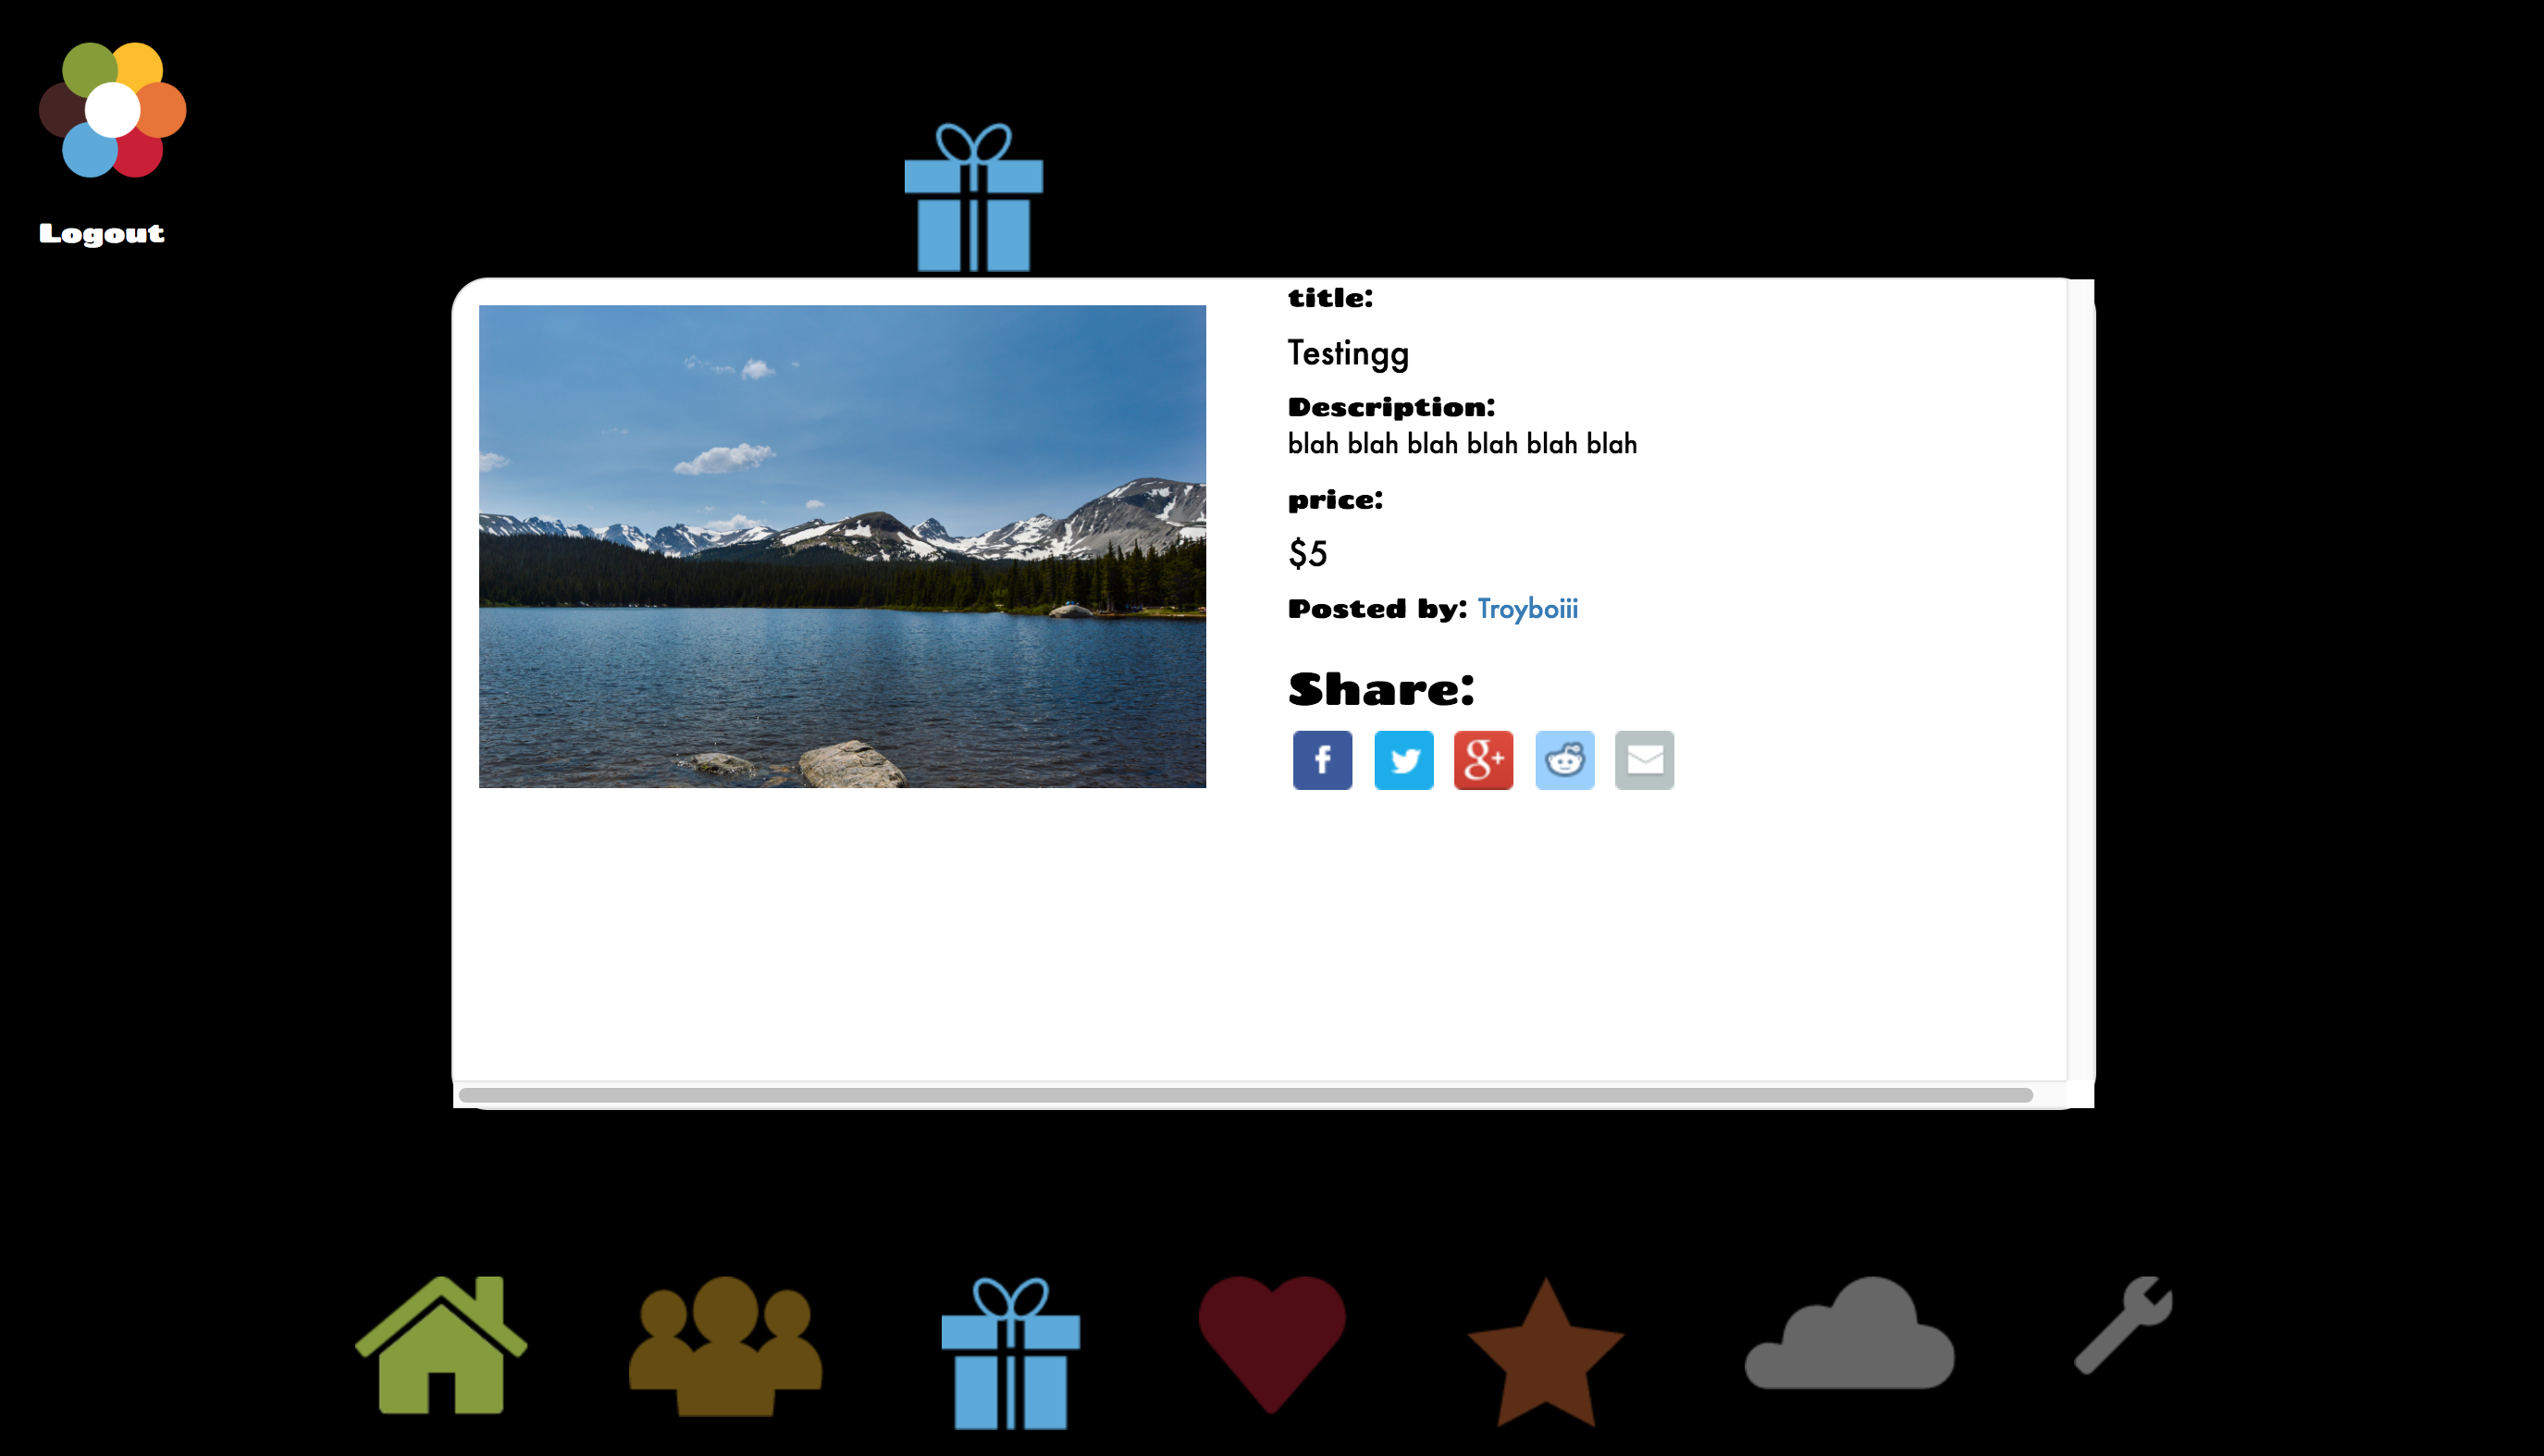 Logout
title:
Testingg
Description:
blah blah blah blah blah blah
price:
$5
Posted by: Troyboiii
Share:
f
g+